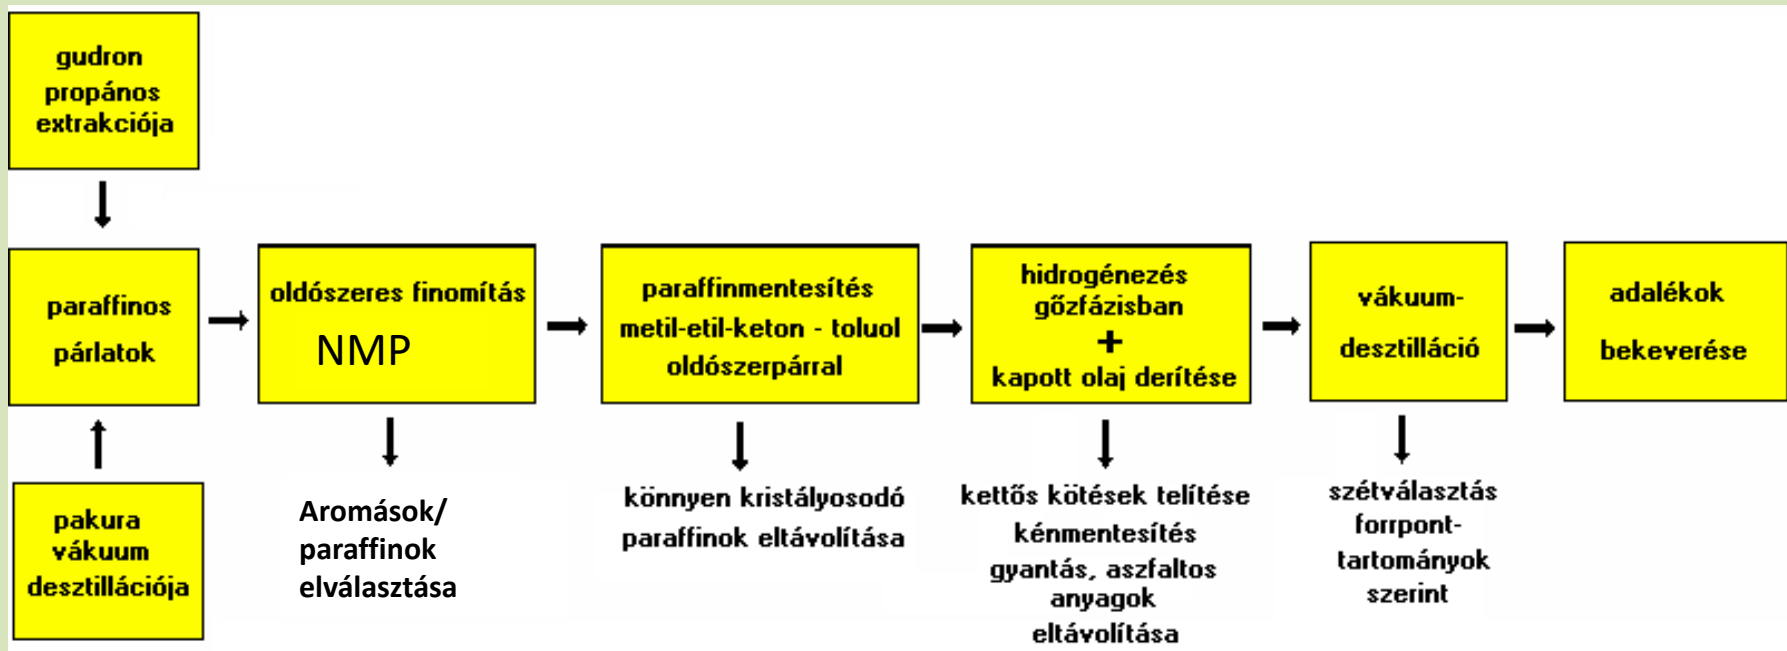 gudron
propános
extrakciója
paraffinos
párlatok
pakura
vákuum
desztillációja
oldószeres finomítás
NMP
Aromások/
paraffinok
elválasztása
paraffinmentesítés
metil-etil-keton - toluol
oldószerpárral
könnyen kristályosodó
paraffinok eltávolítása
hidrogénezés
gőzfázisban
+
kapott olaj derítése
kettős kötések telítése
kénmentesítés
gyantás, aszfaltos
anyagok
eltávolítása
vákuum-
desztilláció
szétválasztás
forrpont-
tartományok
szerint
adalékok
bekeverése